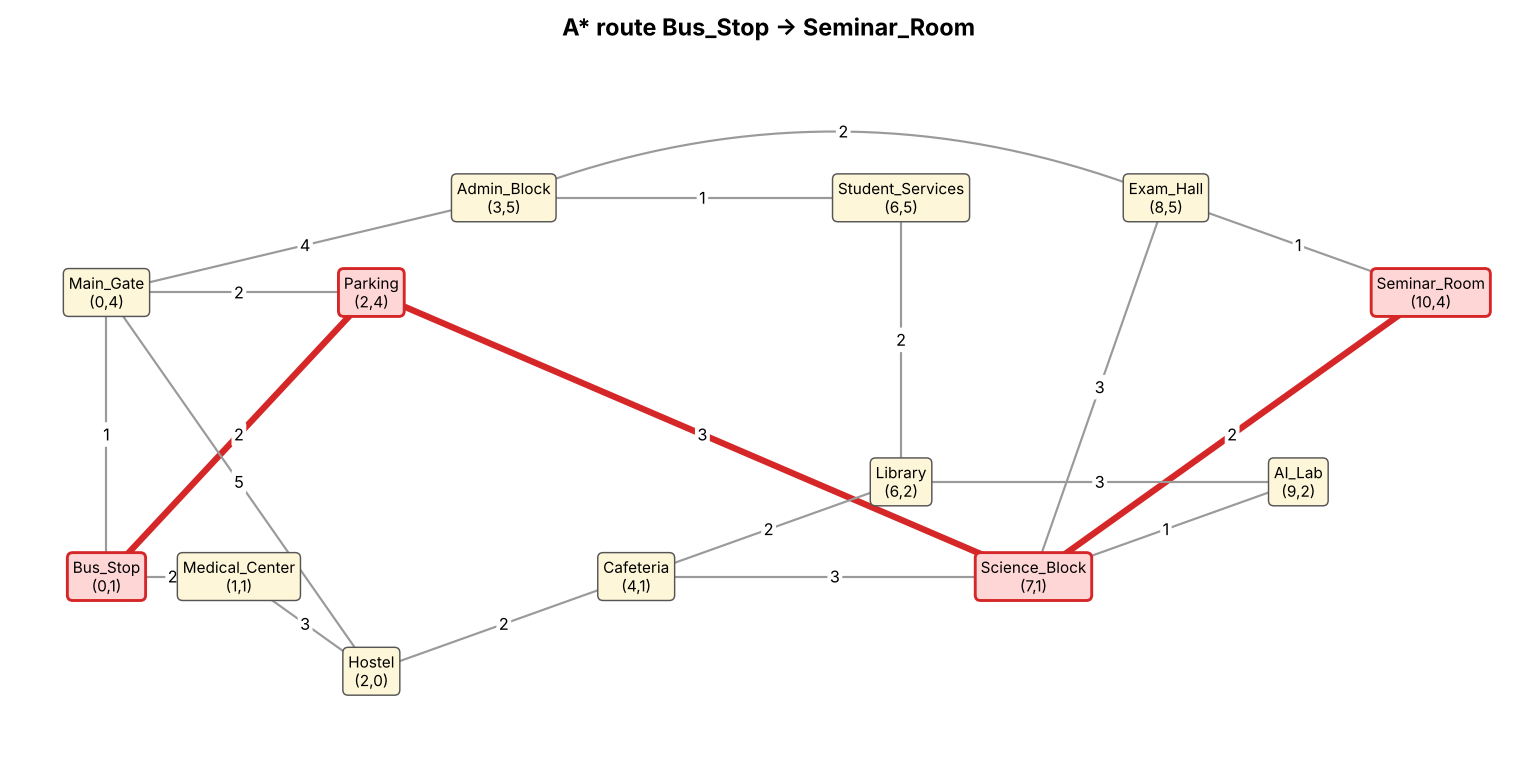 A* route Bus_Stop → Seminar_Room
2
Admin_Block
(3,5)
1
Student_Services
(6,5)
Exam_Hall
(8,5)
4
1
Main_Gate
(0,4)
2
Parking
(2,4)
Seminar_Room
(10,4)
2
3
1
2
3
2
5
Library
(6,2)
3
AI_Lab
(9,2)
2
1
Bus_Stop
(0,1)
2
Medical_Center
(1,1)
Cafeteria
(4,1)
3
Science_Block
(7,1)
3
2
Hostel
(2,0)